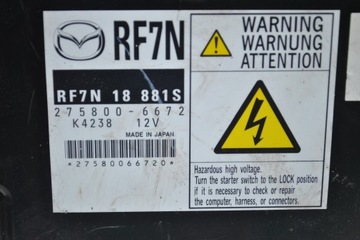 RF7N
RF7N 18 881S
275800-6672
K4238 12V
MADE IN JAPAN
*27580066720*
WARNING
WARNUNG
ATTENTION
Hazardous high voltage.
Turn the starter switch to the LOCK position
if it is necessary to check or repair
the computer, harness, or connectors.